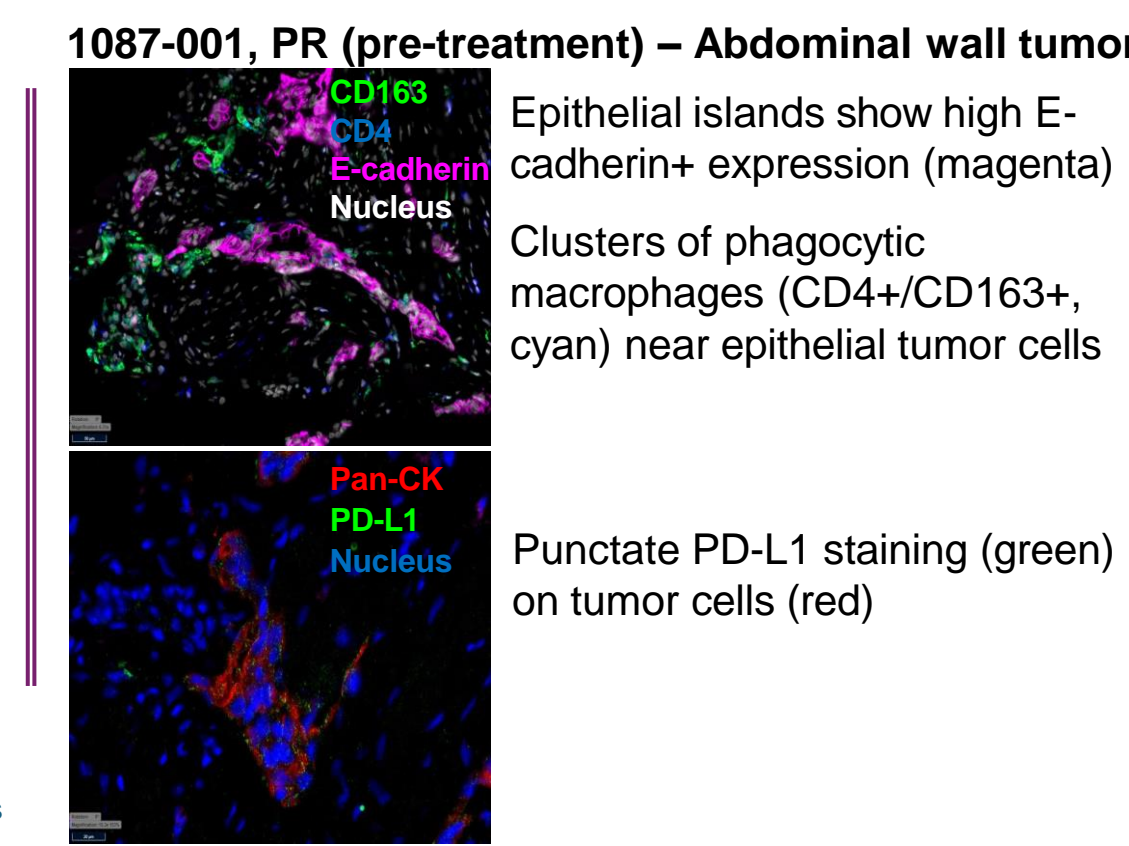 1087-001, PR (pre-treatment) – Abdominal wall tumor
CD163
CD4
E-cadherin
Nucleus
Epithelial islands show high E-
cadherin+ expression (magenta)
Clusters of phagocytic
macrophages (CD4+/CD163+,
cyan) near epithelial tumor cells
Pan-CK
PD-L1
Nucleus
Punctate PD-L1 staining (green)
on tumor cells (red)